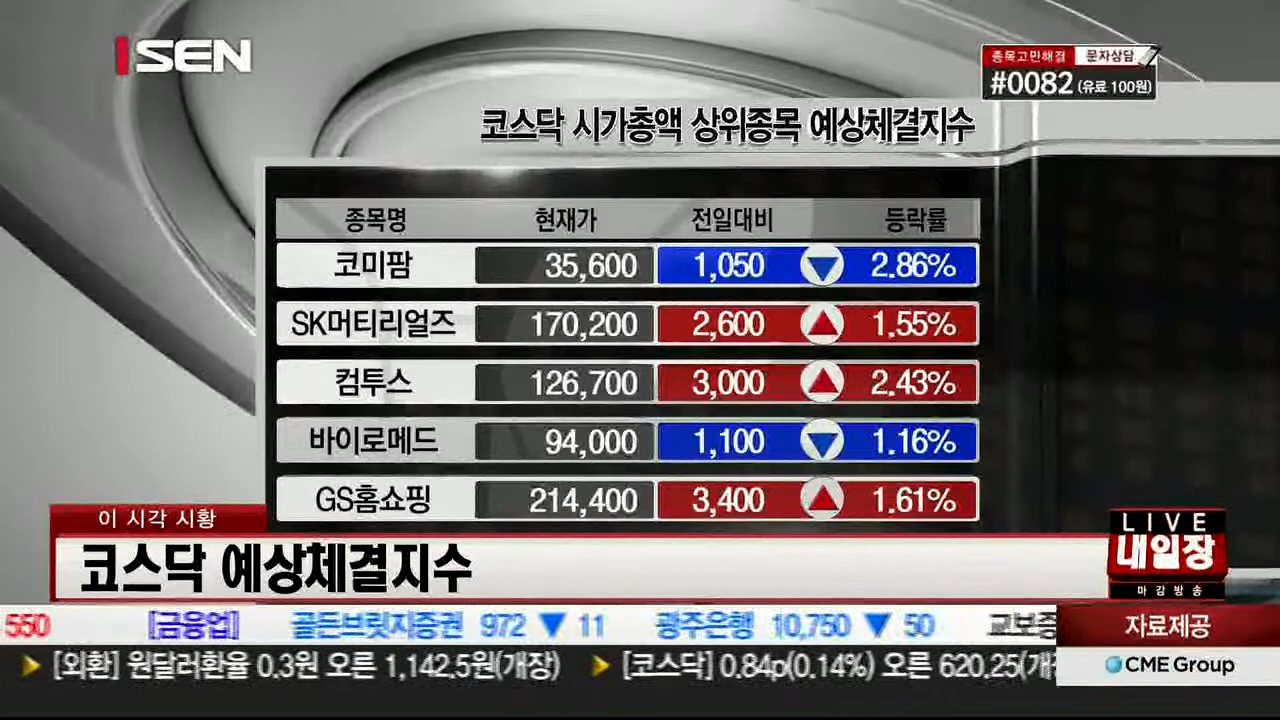 SEN
종목고민해결 문자상담
#0082 (유료 100원)
코스닥 시가총액 상위종목 예상체결지수
종목명 현재가 전일대비 등락률
코미팜 35,600 1,050 ▼ 2.86%
SK머티리얼즈 170,200 2,600 ▲ 1.55%
컴투스 126,700 3,000 ▲ 2.43%
바이로메드 94,000 1,100 ▼ 1.16%
GS홈쇼핑 214,400 3,400 ▲ 1.61%
이 시각 시황
코스닥 예상체결지수
LIVE
내일장
마감방송
550 [금융업] 골든브릿지증권 972 ▼ 11 광주은행 10,750 ▼ 50 교보증
자료제공
[외환] 원달러환율 0.3원 오른 1,142.5원(개장) [코스닥] 0.84p(0.14%) 오른 620.25(개
CME Group